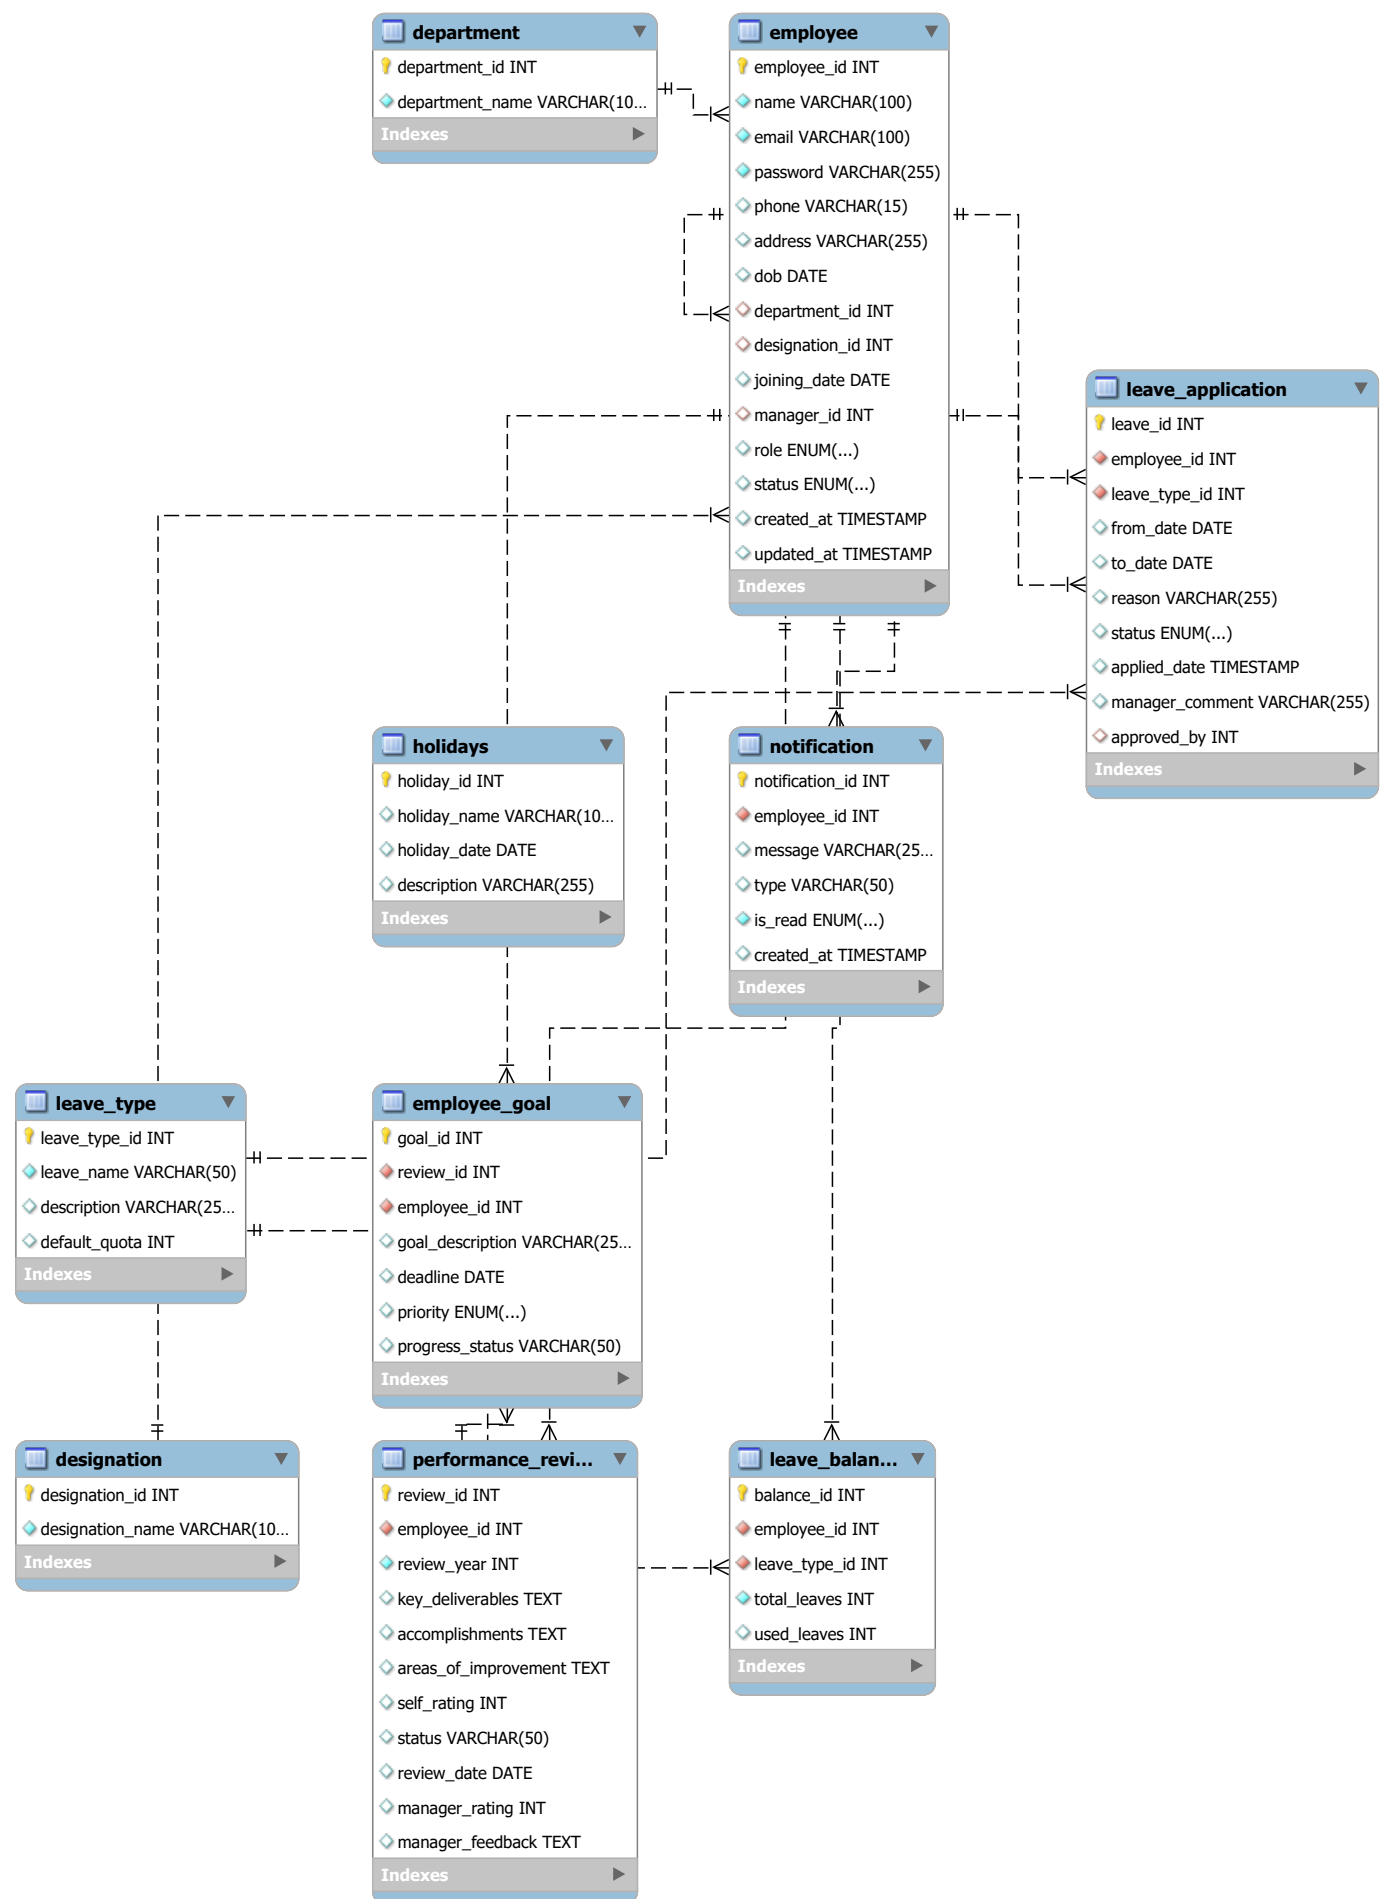 department
department_id INT
department_name VARCHAR(10...
Indexes
employee
employee_id INT
name VARCHAR(100)
email VARCHAR(100)
password VARCHAR(255)
phone VARCHAR(15)
address VARCHAR(255)
dob DATE
department_id INT
designation_id INT
joining_date DATE
manager_id INT
role ENUM(...)
status ENUM(...)
created_at TIMESTAMP
updated_at TIMESTAMP
Indexes
leave_application
leave_id INT
employee_id INT
leave_type_id INT
from_date DATE
to_date DATE
reason VARCHAR(255)
status ENUM(...)
applied_date TIMESTAMP
manager_comment VARCHAR(255)
approved_by INT
Indexes
holidays
holiday_id INT
holiday_name VARCHAR(10...
holiday_date DATE
description VARCHAR(255)
Indexes
notification
notification_id INT
employee_id INT
message VARCHAR(25...
type VARCHAR(50)
is_read ENUM(...)
created_at TIMESTAMP
Indexes
leave_type
leave_type_id INT
leave_name VARCHAR(50)
description VARCHAR(25...
default_quota INT
Indexes
employee_goal
goal_id INT
review_id INT
employee_id INT
goal_description VARCHAR(25...
deadline DATE
priority ENUM(...)
progress_status VARCHAR(50)
Indexes
designation
designation_id INT
designation_name VARCHAR(10...
Indexes
performance_revi...
review_id INT
employee_id INT
review_year INT
key_deliverables TEXT
accomplishments TEXT
areas_of_improvement TEXT
self_rating INT
status VARCHAR(50)
review_date DATE
manager_rating INT
manager_feedback TEXT
Indexes
leave_balan...
balance_id INT
employee_id INT
leave_type_id INT
total_leaves INT
used_leaves INT
Indexes